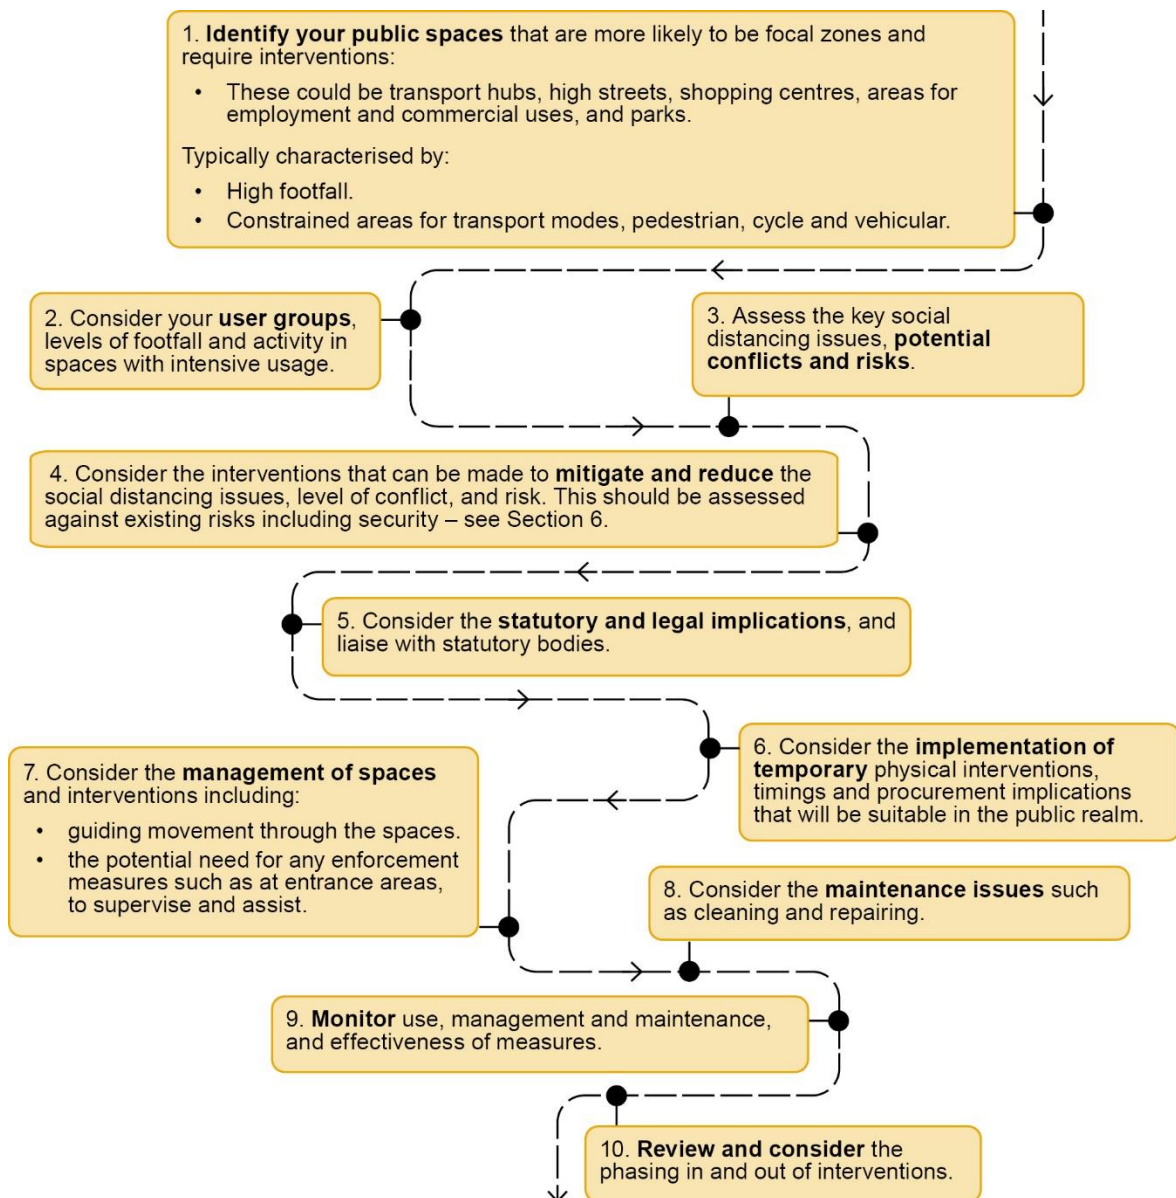 1. Identify your public spaces that are more likely to be focal zones and
require interventions:
• These could be transport hubs, high streets, shopping centres, areas for
employment and commercial uses, and parks.
Typically characterised by:
• High footfall.
• Constrained areas for transport modes, pedestrian, cycle and vehicular.
2. Consider your user groups,
levels of footfall and activity in
spaces with intensive usage.
3. Assess the key social
distancing issues, potential
conflicts and risks.
4. Consider the interventions that can be made to mitigate and reduce the
social distancing issues, level of conflict, and risk. This should be assessed
against existing risks including security – see Section 6.
5. Consider the statutory and legal implications, and
liaise with statutory bodies.
6. Consider the implementation of
temporary physical interventions,
timings and procurement implications
that will be suitable in the public realm.
7. Consider the management of spaces
and interventions including:
• guiding movement through the spaces.
• the potential need for any enforcement
measures such as at entrance areas,
to supervise and assist.
8. Consider the maintenance issues such
as cleaning and repairing.
9. Monitor use, management and maintenance,
and effectiveness of measures.
10. Review and consider the
phasing in and out of interventions.